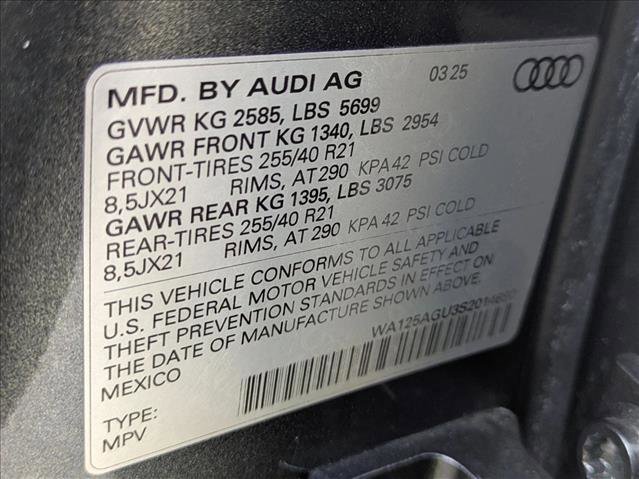 MFD. BY AUDI AG 03 25
GVWR KG 2585, LBS 5699
GAWR FRONT KG 1340, LBS 2954
FRONT-TIRES 255/40 R21
8,5JX21 RIMS, AT 290 KPA 42 PSI COLD
GAWR REAR KG 1395, LBS 3075
REAR-TIRES 255/40 R21
8,5JX21 RIMS, AT 290 KPA 42 PSI COLD
THIS VEHICLE CONFORMS TO ALL APPLICABLE
U.S. FEDERAL MOTOR VEHICLE SAFETY AND
THEFT PREVENTION STANDARDS IN EFFECT ON
THE DATE OF MANUFACTURE SHOWN ABOVE.
MEXICO
TYPE:
MPV